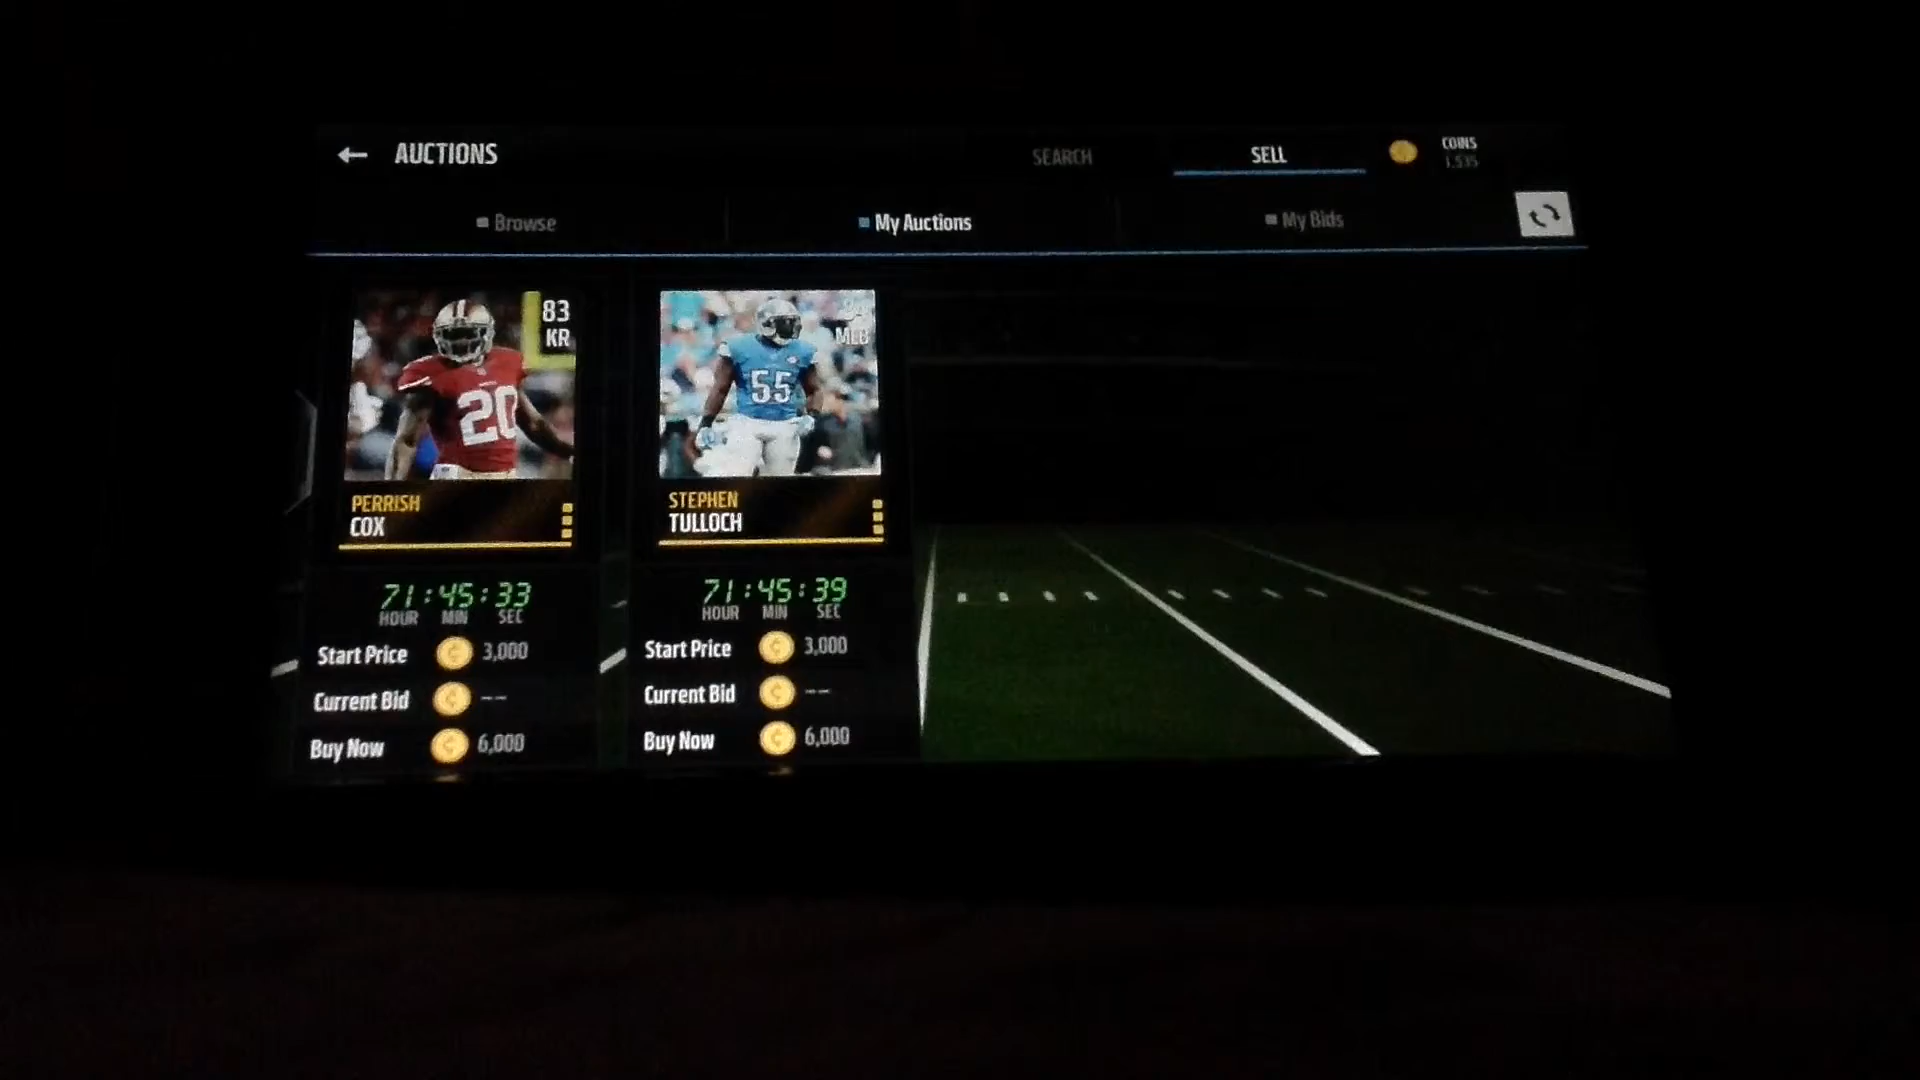 AUCTIONS
SEARCH
SELL
COINS
1,535
Browse
My Auctions
My Bids
83
KR
20
PERRISH
COX
71:45:33
HOUR MIN SEC
Start Price 3,000
Current Bid --
Buy Now 6,000
MLB
55
STEPHEN
TULLOCH
71:45:39
HOUR MIN SEC
Start Price 3,000
Current Bid --
Buy Now 6,000